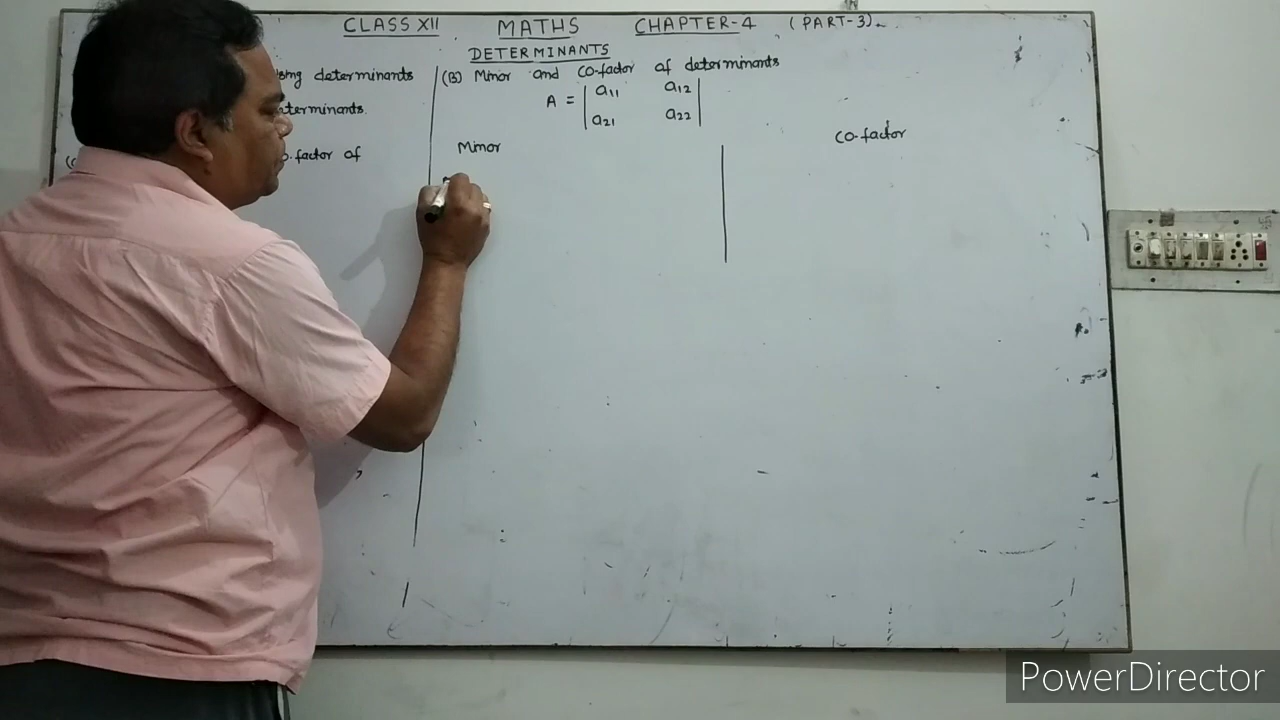 CLASS XII MATHS CHAPTER-4 (PART-3).
DETERMINANTS
determinants
(B) Minor and co-factor of determinants
A = | a11 a12 |
| a21 a22 |
co-factor of
Minor
co-factor
PowerDirector